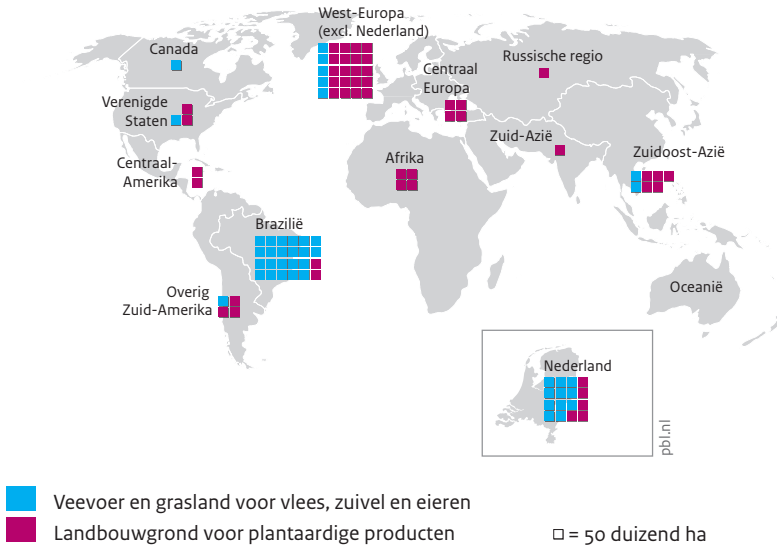 West-Europa
(excl. Nederland)
Canada
Centraal
Europa
Russische regio
Verenigde
Staten
Zuid-Azië
Zuidoost-Azië
Centraal-
Amerika
Afrika
Brazilië
Oceanië
Overig
Zuid-Amerika
Nederland
pbl.nl
Veevoer en grasland voor vlees, zuivel en eieren
Landbouwgrond voor plantaardige producten
= 50 duizend ha